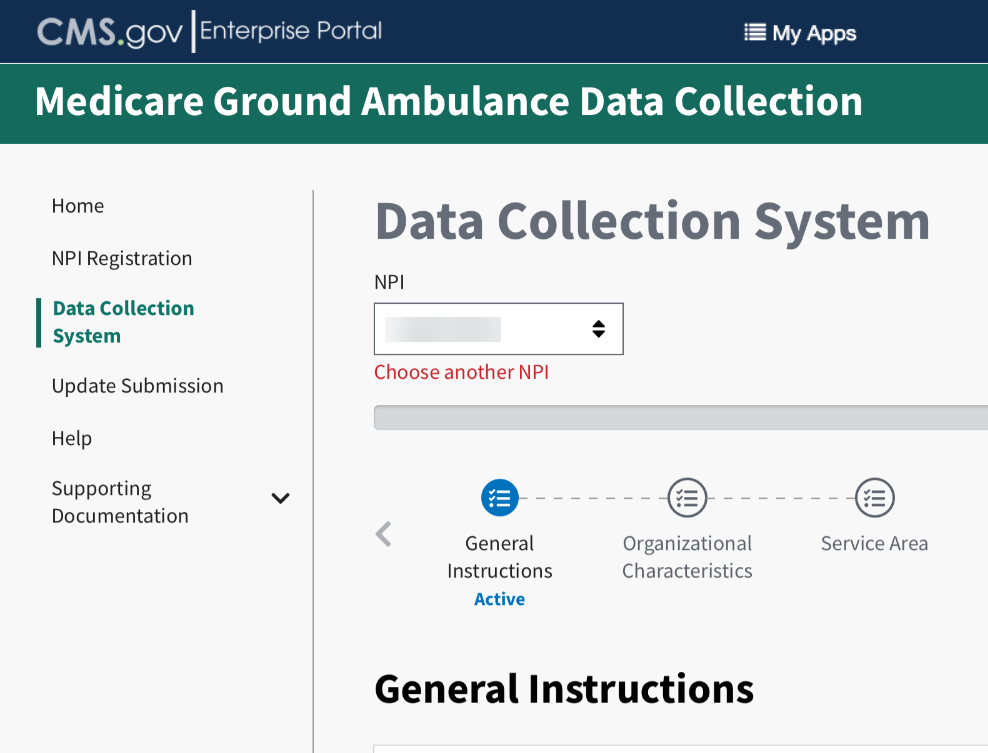 CMS.gov Enterprise Portal
My Apps
Medicare Ground Ambulance Data Collection
Home
NPI Registration
Data Collection
System
Update Submission
Help
Supporting
Documentation
Data Collection System
NPI
Choose another NPI
General
Instructions
Active
Organizational
Characteristics
Service Area
General Instructions